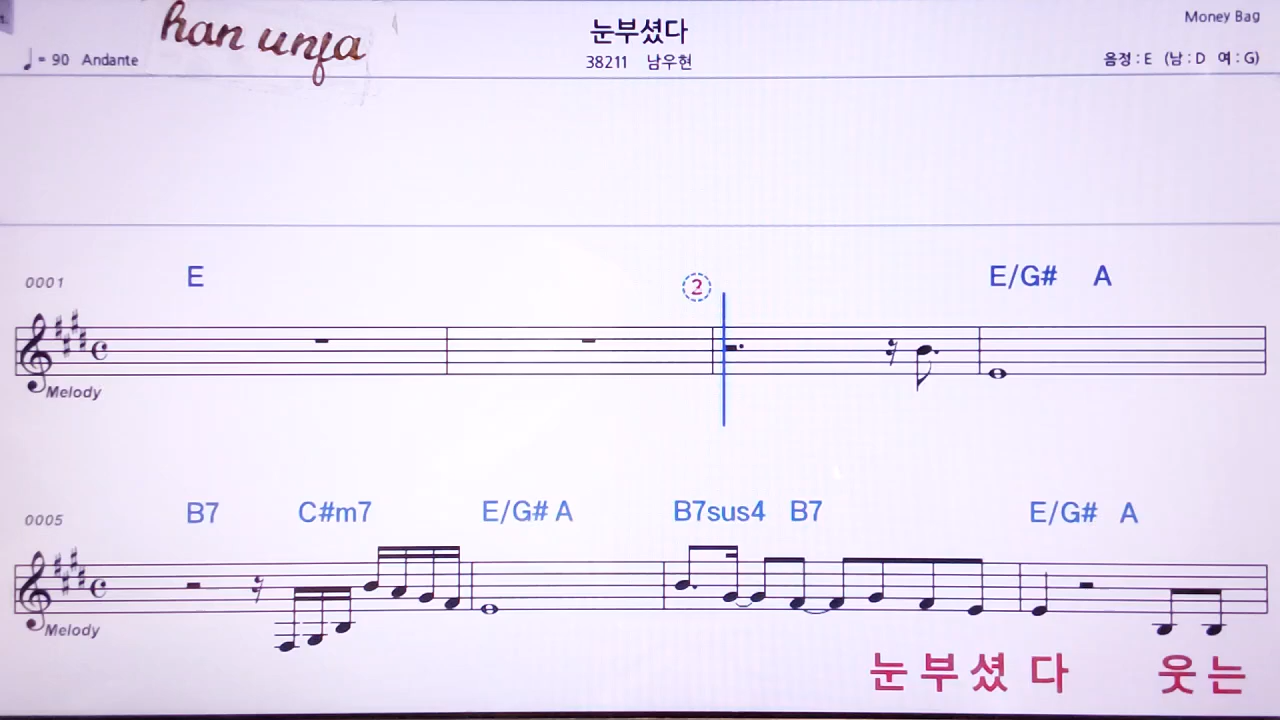 han unja
눈부셨다
Money Bag
♩ = 90 Andante
38211 남우현
음정 : E (남 : D 여 : G)
0001 E ② E/G# A
Melody
0005 B7 C#m7 E/G# A B7sus4 B7 E/G# A
Melody
눈부셨다 웃는